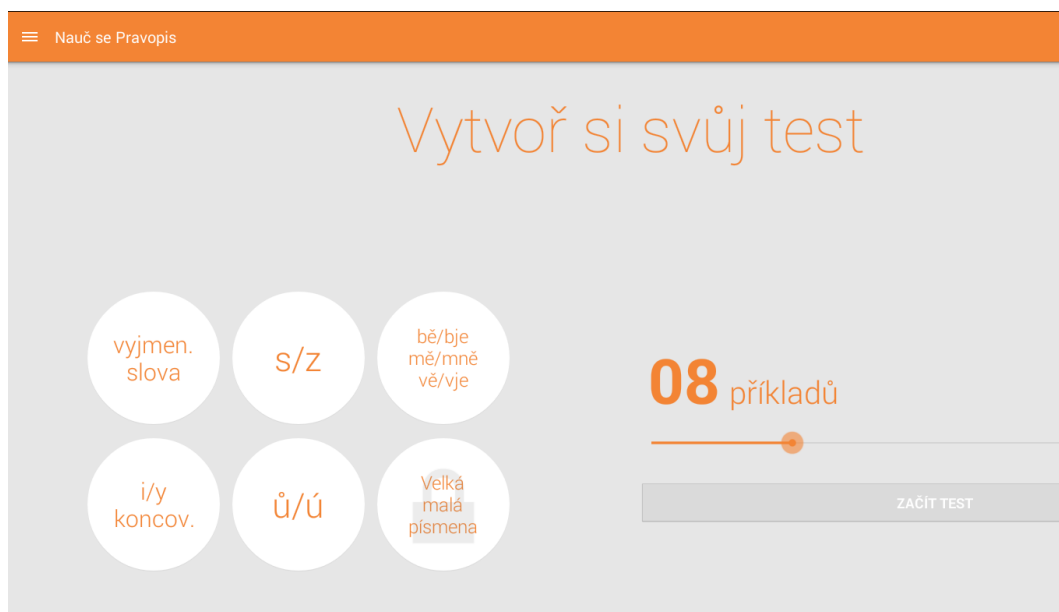 Nauč se Pravopis
Vytvoř si svůj test
vyjmen.
slova
s/z
bě/bje
mě/mně
vě/vje
i/y
koncov.
ů/ú
Velká
malá
písmena
08 příkladů
ZAČÍT TEST